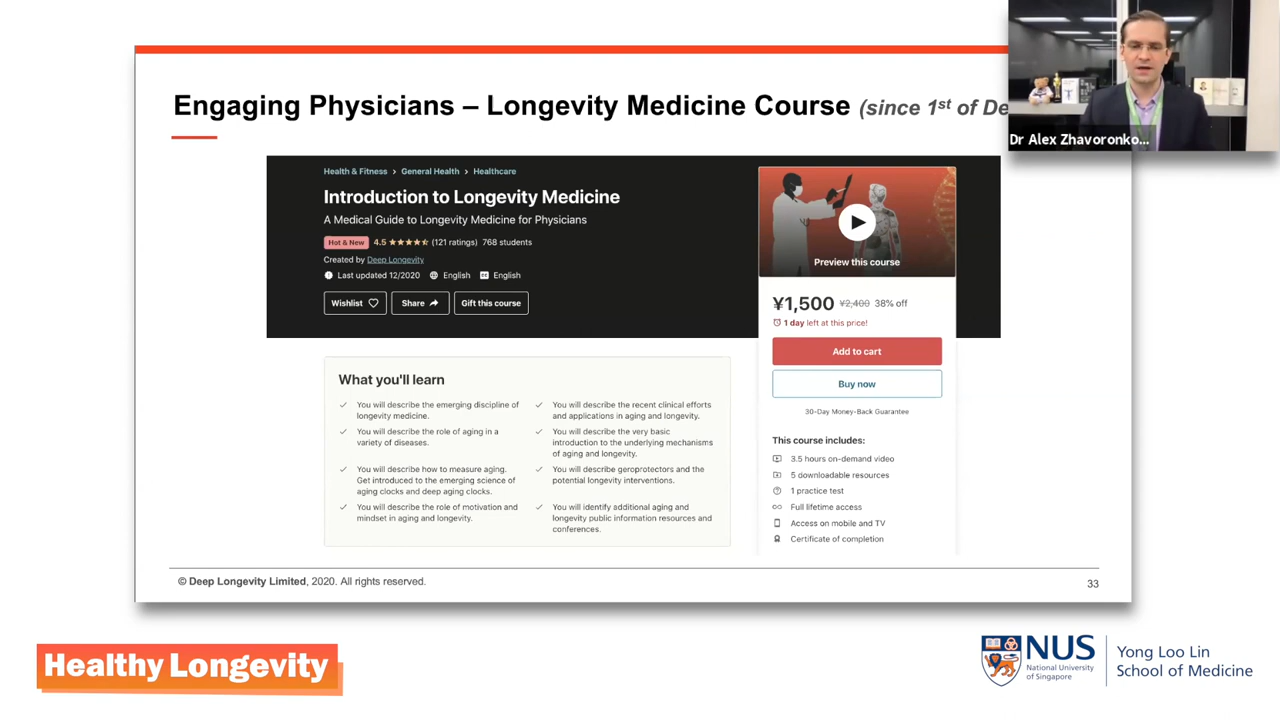 Engaging Physicians – Longevity Medicine Course (since 1st of De
Dr Alex Zhavoronko...
Health & Fitness > General Health > Healthcare
Introduction to Longevity Medicine
A Medical Guide to Longevity Medicine for Physicians
Hot & New 4.5 (121 ratings) 768 students
Created by Deep Longevity
Last updated 12/2020 English English
Wishlist Share Gift this course
Preview this course
¥1,500 ¥2,400 38% off
1 day left at this price!
Add to cart
Buy now
30-Day Money-Back Guarantee
This course includes:
3.5 hours on-demand video
5 downloadable resources
1 practice test
Full lifetime access
Access on mobile and TV
Certificate of completion
What you'll learn
You will describe the emerging discipline of
longevity medicine.
You will describe the role of aging in a
variety of diseases.
You will describe how to measure aging.
Get introduced to the emerging science of
aging clocks and deep aging clocks.
You will describe the role of motivation and
mindset in aging and longevity.
You will describe the recent clinical efforts
and applications in aging and longevity.
You will describe the very basic
introduction to the underlying mechanisms
of aging and longevity.
You will describe geroprotectors and the
potential longevity interventions.
You will identify additional aging and
longevity public information resources and
conferences.
© Deep Longevity Limited, 2020. All rights reserved.
33
Healthy Longevity
NUS
National University
of Singapore
Yong Loo Lin
School of Medicine